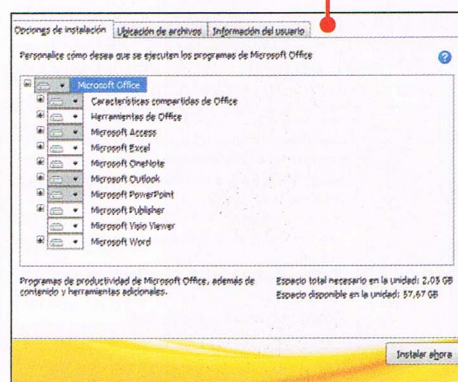 Opciones de instalación Ubicación de archivos Información del usuario
Personalice cómo desea que se ejecuten los programas de Microsoft Office
Microsoft Office
Características compartidas de Office
Herramientas de Office
Microsoft Access
Microsoft Excel
Microsoft OneNote
Microsoft Outlook
Microsoft PowerPoint
Microsoft Publisher
Microsoft Visio Viewer
Microsoft Word
Programas de productividad de Microsoft Office, además de
contenido y herramientas adicionales.
Espacio total necesario en la unidad: 2,05 GB
Espacio disponible en la unidad: 57,67 GB
Instalar ahora